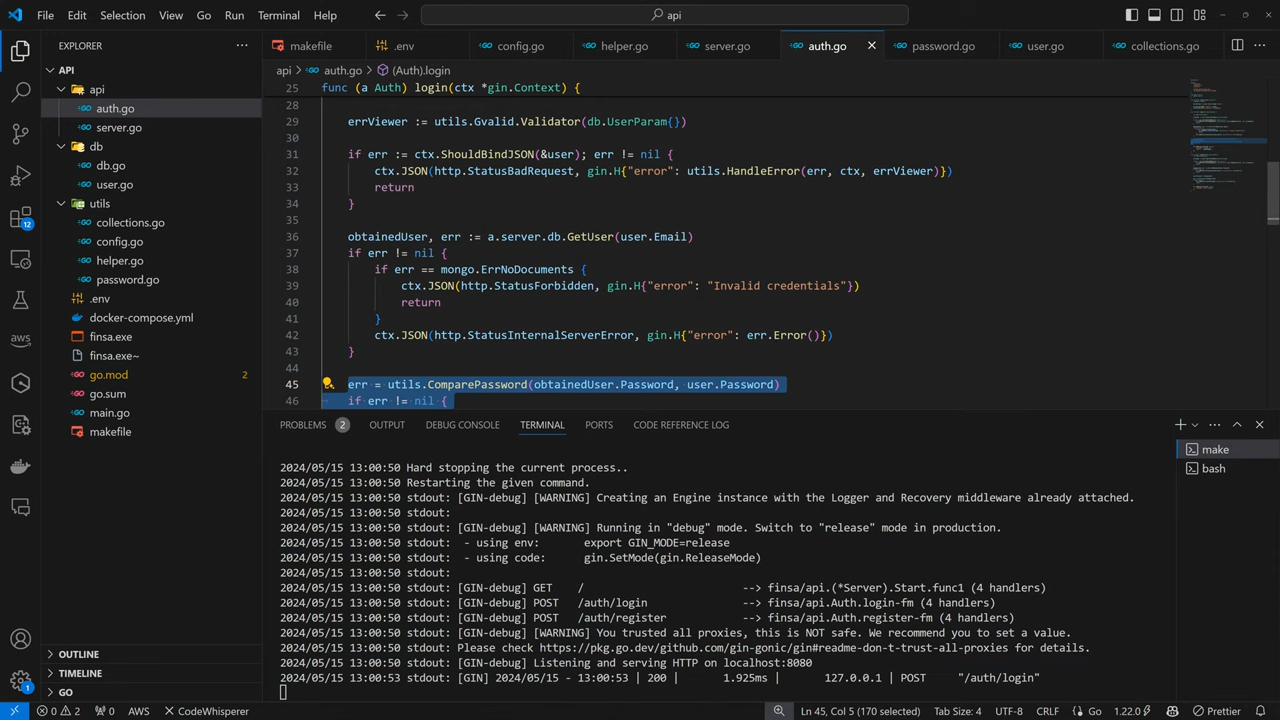 File Edit Selection View Go Run Terminal Help
api
EXPLORER
makefile
.env
config.go
helper.go
server.go
auth.go
password.go
user.go
collections.go
API
api
auth.go
server.go
db
db.go
user.go
utils
collections.go
config.go
helper.go
password.go
.env
docker-compose.yml
finsa.exe
finsa.exe~
go.mod 2
go.sum
main.go
makefile
OUTLINE
TIMELINE
GO
12
api > auth.go > (Auth).login
25 func (a Auth) login(ctx *gin.Context) {
28
29 errViewer := utils.Gvalid.Validator(db.UserParam{})
30
31 if err := ctx.ShouldBindJSON(&user); err != nil {
32 ctx.JSON(http.StatusBadRequest, gin.H{"error": utils.HandleError(err, ctx, errViewer)})
33 return
34 }
35
36 obtainedUser, err := a.server.db.GetUser(user.Email)
37 if err != nil {
38 if err == mongo.ErrNoDocuments {
39 ctx.JSON(http.StatusForbidden, gin.H{"error": "Invalid credentials"})
40 return
41 }
42 ctx.JSON(http.StatusInternalServerError, gin.H{"error": err.Error()})
43 }
44
45 err = utils.ComparePassword(obtainedUser.Password, user.Password)
46 if err != nil {
PROBLEMS 2 OUTPUT DEBUG CONSOLE TERMINAL PORTS CODE REFERENCE LOG
make
bash
2024/05/15 13:00:50 Hard stopping the current process..
2024/05/15 13:00:50 Restarting the given command.
2024/05/15 13:00:50 stdout: [GIN-debug] [WARNING] Creating an Engine instance with the Logger and Recovery middleware already attached.
2024/05/15 13:00:50 stdout:
2024/05/15 13:00:50 stdout: [GIN-debug] [WARNING] Running in "debug" mode. Switch to "release" mode in production.
2024/05/15 13:00:50 stdout: - using env: export GIN_MODE=release
2024/05/15 13:00:50 stdout: - using code: gin.SetMode(gin.ReleaseMode)
2024/05/15 13:00:50 stdout:
2024/05/15 13:00:50 stdout: [GIN-debug] GET / --> finsa/api.(*Server).Start.func1 (4 handlers)
2024/05/15 13:00:50 stdout: [GIN-debug] POST /auth/login --> finsa/api.Auth.login-fm (4 handlers)
2024/05/15 13:00:50 stdout: [GIN-debug] POST /auth/register --> finsa/api.Auth.register-fm (4 handlers)
2024/05/15 13:00:50 stdout: [GIN-debug] [WARNING] You trusted all proxies, this is NOT safe. We recommend you to set a value.
2024/05/15 13:00:50 stdout: Please check https://pkg.go.dev/github.com/gin-gonic/gin#readme-don-t-trust-all-proxies for details.
2024/05/15 13:00:50 stdout: [GIN-debug] Listening and serving HTTP on localhost:8080
2024/05/15 13:00:53 stdout: [GIN] 2024/05/15 - 13:00:53 | 200 | 1.925ms | 127.0.0.1 | POST "/auth/login"
aws
0 2 0 AWS CodeWhisperer Ln 45, Col 5 (170 selected) Tab Size: 4 UTF-8 CRLF Go 1.22.0 Prettier